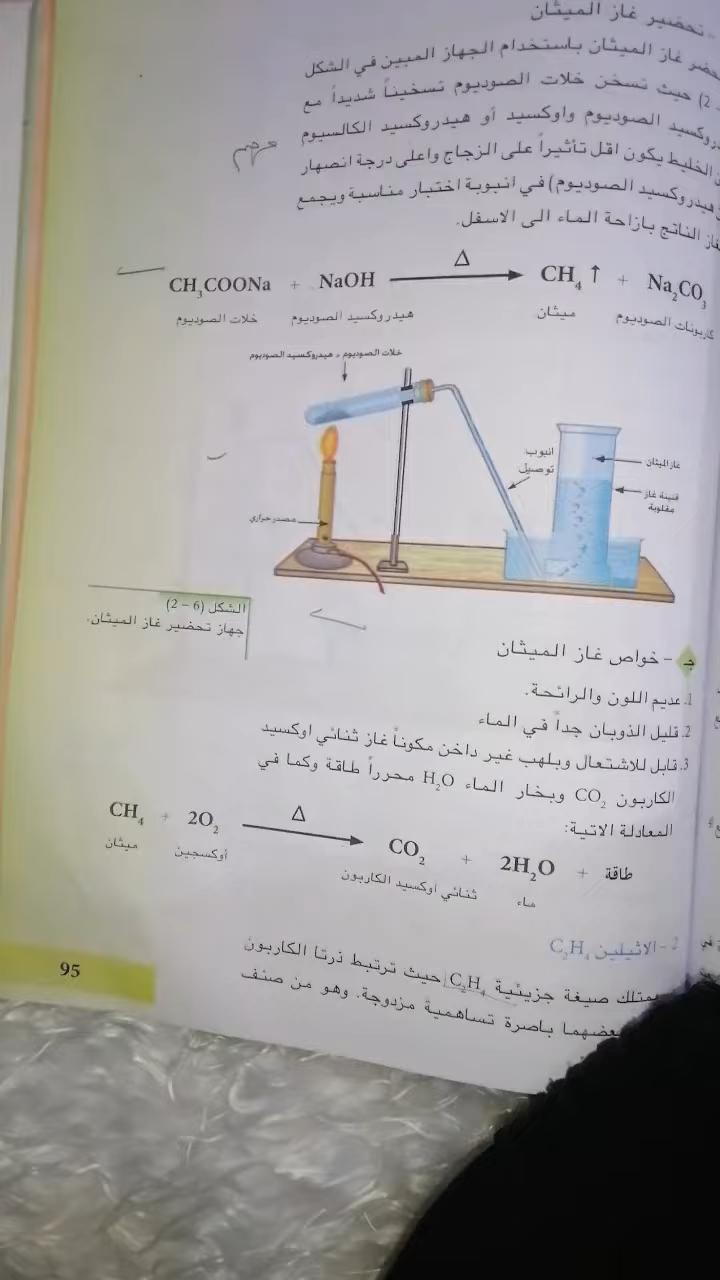 تحضير غاز الميثان
غاز الميثان باستخدام الجهاز المبين في الشكل
حيث تسخن خلات الصوديوم تسخيناً شديداً مع
الصوديوم واوكسيد أو هيدروكسيد الكالسيوم
الخليط يكون اقل تأثيراً على الزجاج واعلى درجة انصهار
هيدروكسيد الصوديوم) في انبوبة اختبار مناسبة ويجمع
الناتج بازاحة الماء الى الاسفل.
CH₃COONa + NaOH Δ CH₄ ↑ + Na₂CO₃
خلات الصوديوم هيدروكسيد الصوديوم ميثان كاربونات الصوديوم
خلات الصوديوم + هيدروكسيد الصوديوم
انبوب
توصيل
غاز الميثان
قنينة غاز
مقلوبة
مصدر حراري
الشكل (6 – 2)
جهاز تحضير غاز الميثان.
جـ - خواص غاز الميثان
1. عديم اللون والرائحة.
2. قليل الذوبان جداً في الماء
3. قابل للاشتعال وبلهب غير داخن مكوناً غاز ثنائي اوكسيد
الكاربون CO₂ وبخار الماء H₂O محرراً طاقة وكما في
المعادلة الاتية:
CH₄ + 2O₂ Δ CO₂ + 2H₂O + طاقة
ميثان أوكسجين ثنائي أوكسيد الكاربون ماء
2 - الاثيلين C₂H₄
يمتلك صيغة جزيئية C₂H₄ حيث ترتبط ذرتا الكاربون
باصرة تساهمية مزدوجة. وهو من صنف
95